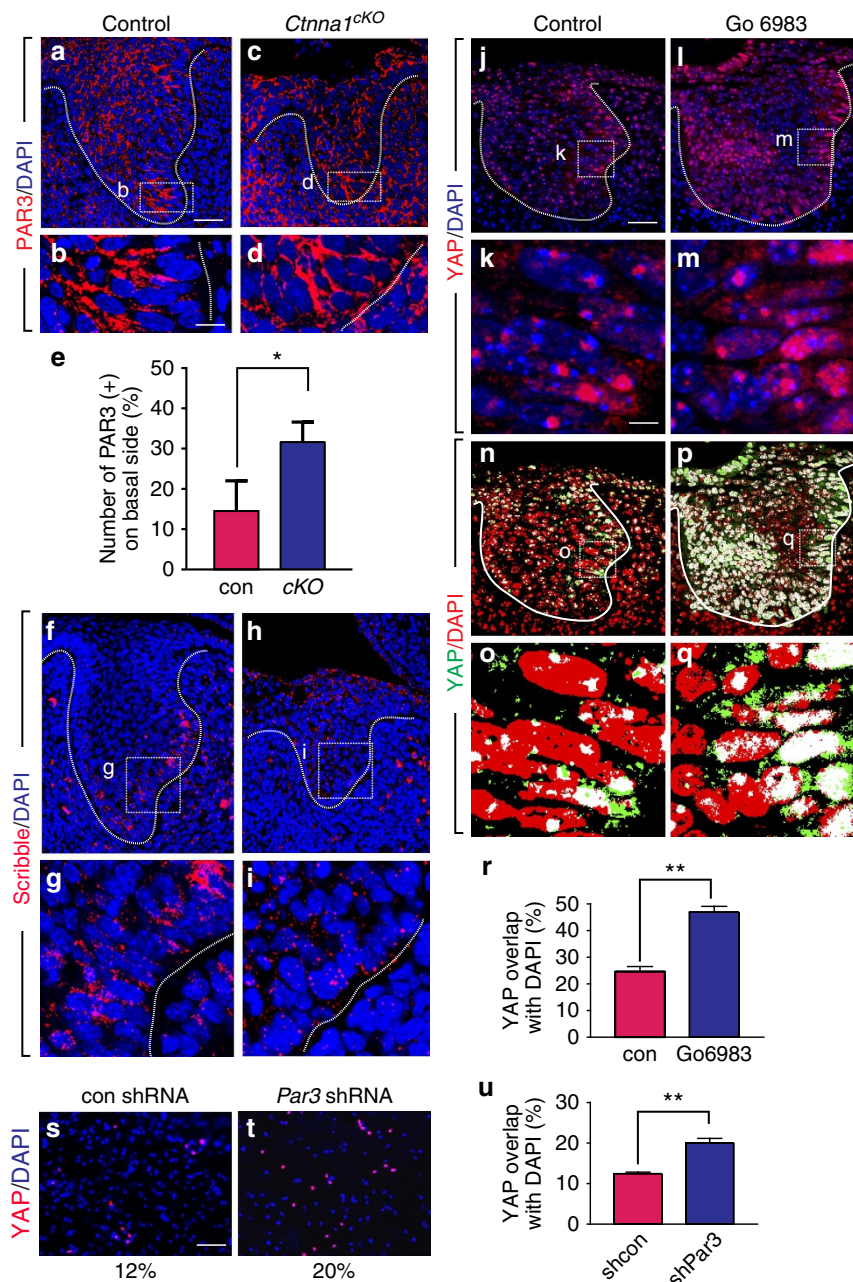 Control
Ctnna1cKO
a
c
b
d
PAR3/DAPI
b
d
e
Number of PAR3 (+)
on basal side (%)
50
40
30
20
10
0
*
con
cKO
f
h
g
i
Scribble/DAPI
g
i
con shRNA
Par3 shRNA
s
t
YAP/DAPI
12%
20%
Control
Go 6983
j
l
k
m
YAP/DAPI
k
m
n
p
o
q
YAP/DAPI
o
q
r
YAP overlap
with DAPI (%)
50
40
30
20
10
0
**
con
Go6983
u
YAP overlap
with DAPI (%)
30
20
10
0
**
shcon
shPar3